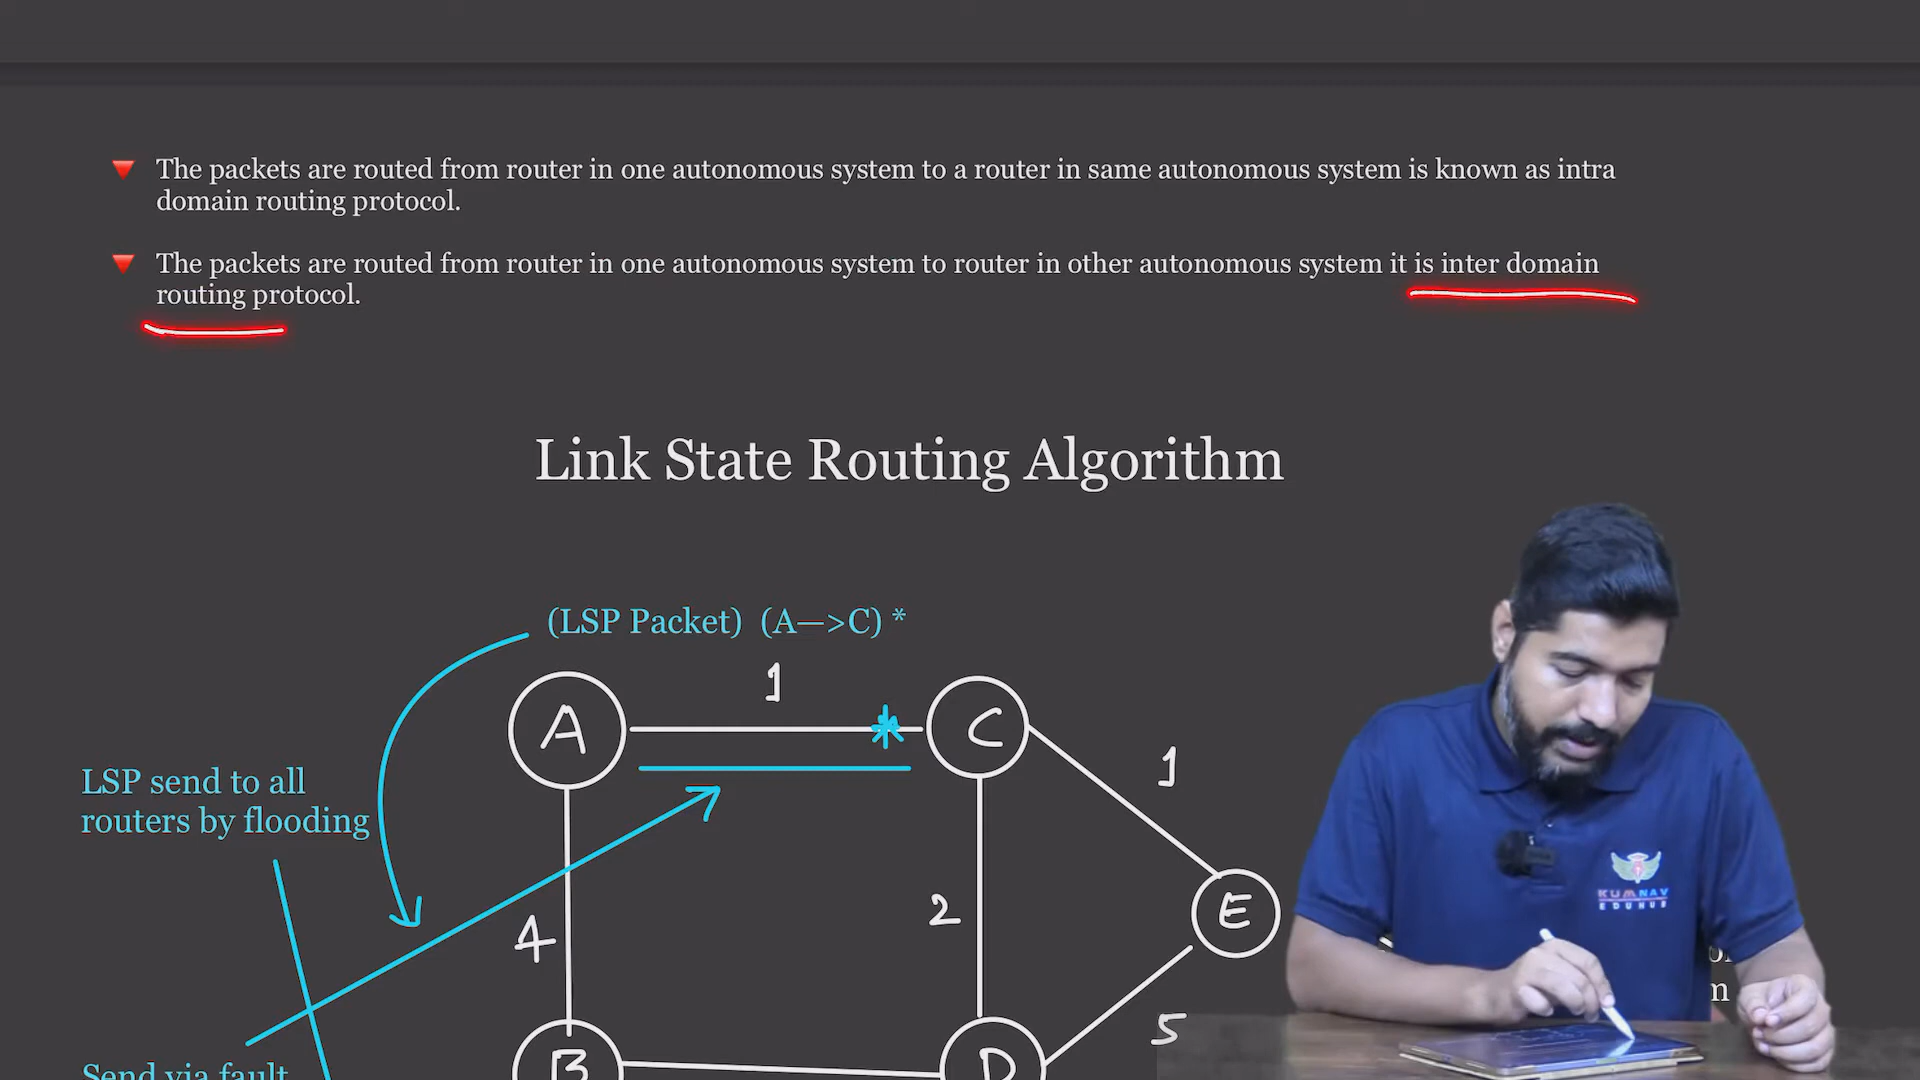 The packets are routed from router in one autonomous system to a router in same autonomous system is known as intra
domain routing protocol.
The packets are routed from router in one autonomous system to router in other autonomous system it is inter domain
routing protocol.
Link State Routing Algorithm
(LSP Packet) (A—>C) *
1
A
C
1
LSP send to all
routers by flooding
4
2
E
5
B
D
Send via fault
KUMNAV
EDUHUB